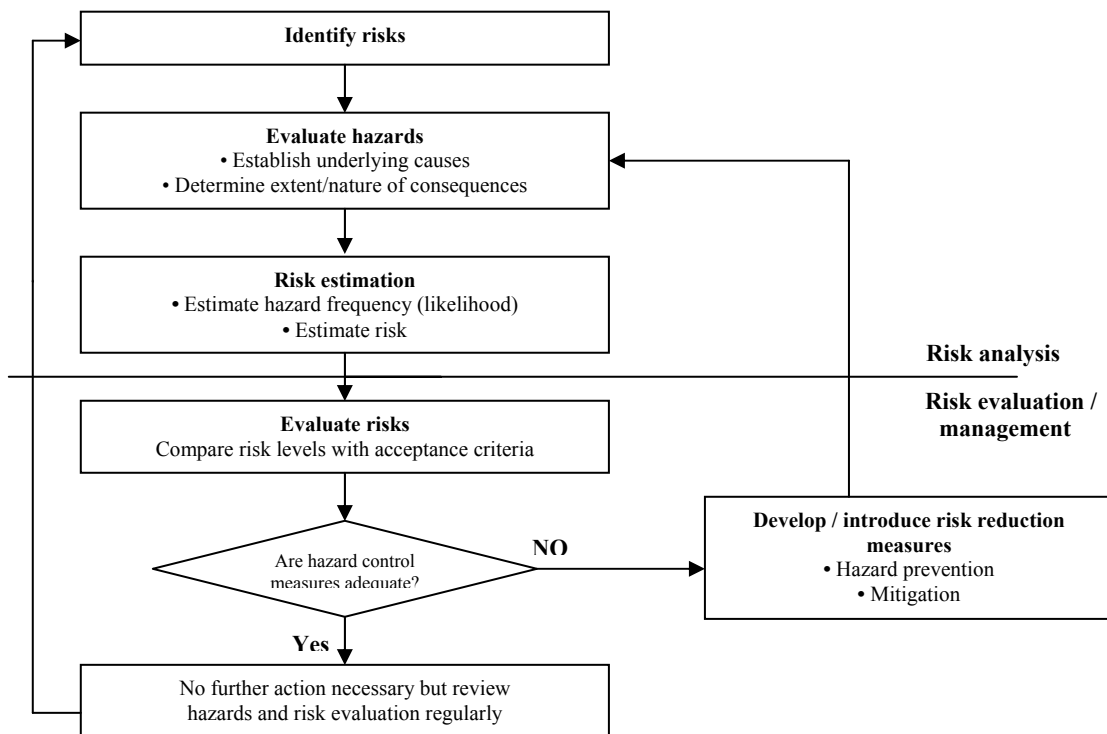 Identify risks
Evaluate hazards
• Establish underlying causes
• Determine extent/nature of consequences
Risk estimation
• Estimate hazard frequency (likelihood)
• Estimate risk
Risk analysis
Risk evaluation /
management
Evaluate risks
Compare risk levels with acceptance criteria
Are hazard control
measures adequate?
NO
Develop / introduce risk reduction
measures
• Hazard prevention
• Mitigation
Yes
No further action necessary but review
hazards and risk evaluation regularly